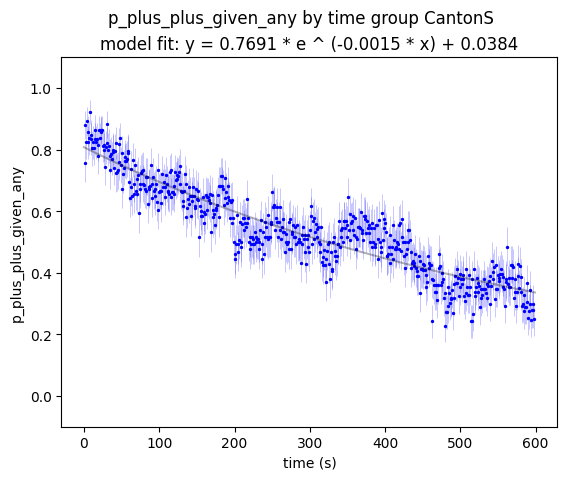 p_plus_plus_given_any by time group CantonS
model fit: y = 0.7691 * e ^ (-0.0015 * x) + 0.0384
1.0
0.8
0.6
0.4
0.2
0.0
p_plus_plus_given_any
0 100 200 300 400 500 600
time (s)